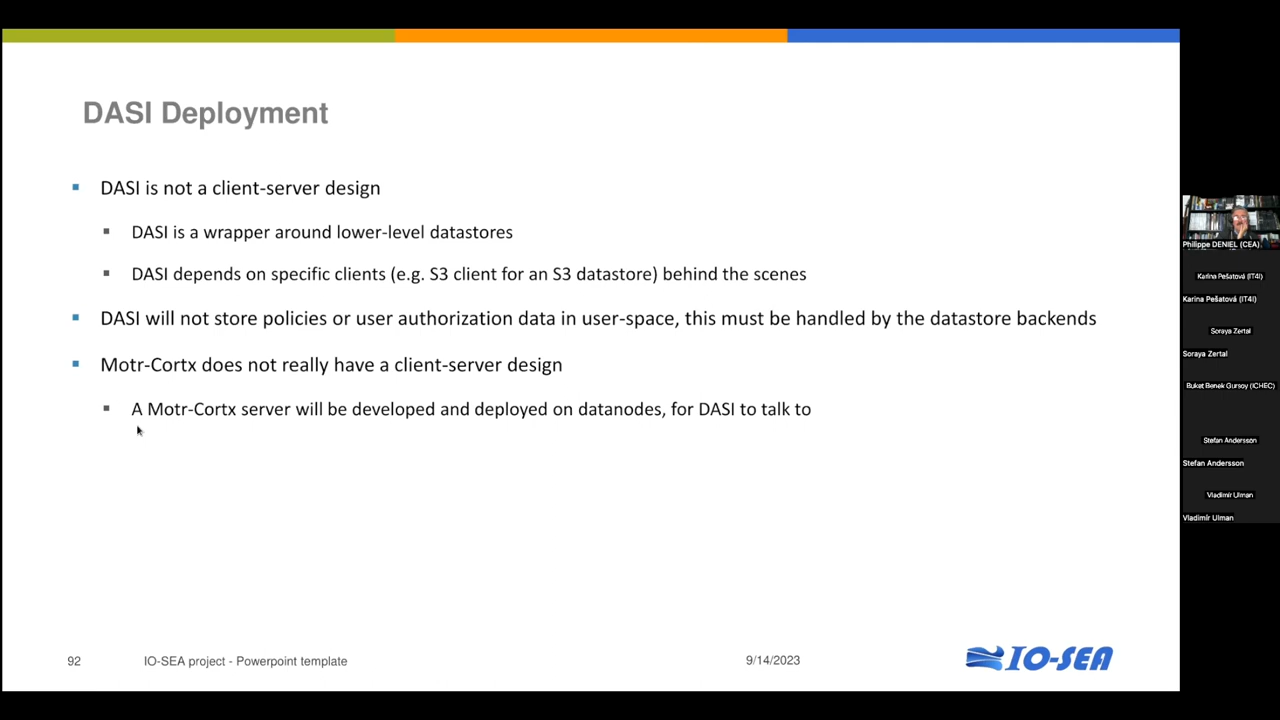 DASI Deployment
DASI is not a client-server design
DASI is a wrapper around lower-level datastores
DASI depends on specific clients (e.g. S3 client for an S3 datastore) behind the scenes
DASI will not store policies or user authorization data in user-space, this must be handled by the datastore backends
Motr-Cortx does not really have a client-server design
A Motr-Cortx server will be developed and deployed on datanodes, for DASI to talk to
92
IO-SEA project - Powerpoint template
9/14/2023
IO-SEA
Philippe DENIEL (CEA)
Karina Pešatová (IT4I)
Karina Pešatová (IT4I)
Soraya Zertal
Soraya Zertal
Buket Benek Gursoy (ICHEC)
Stefan Andersson
Stefan Andersson
Vladimír Ulman
Vladimír Ulman